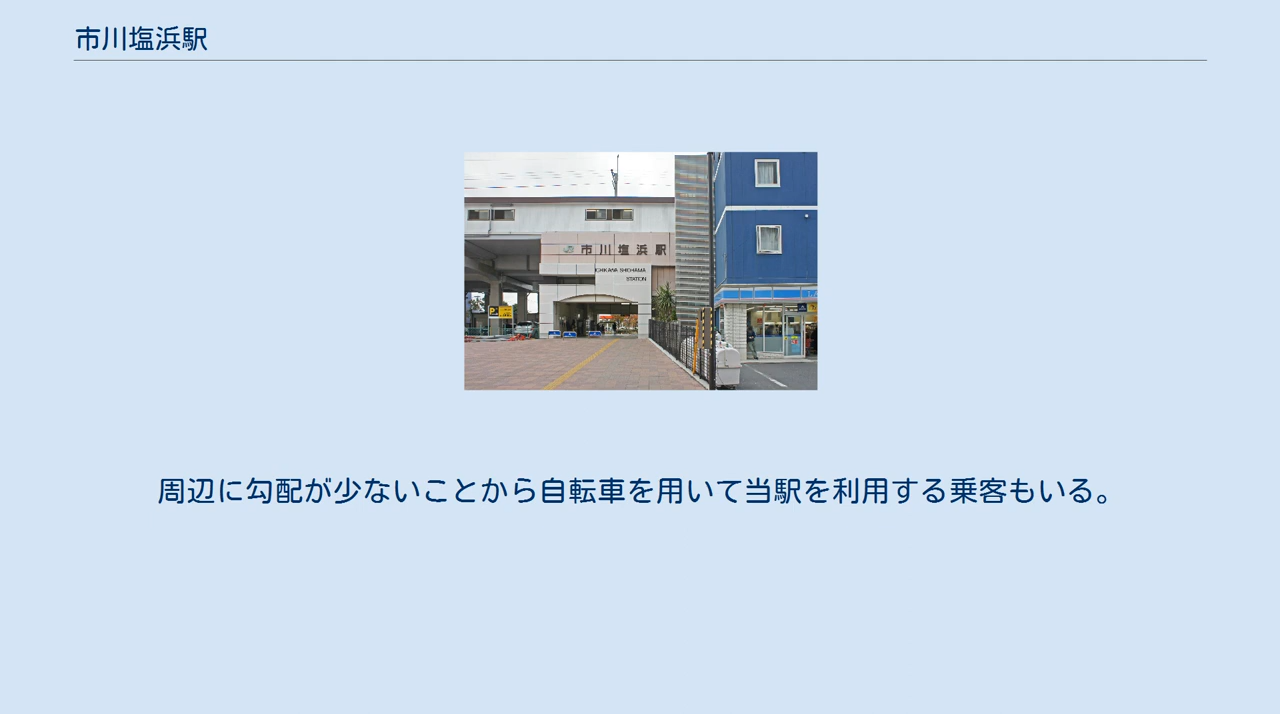 市川塩浜駅
市川塩浜駅
ICHIKAWA SHIOHAMA
STATION
P
周辺に勾配が少ないことから自転車を用いて当駅を利用する乗客もいる。